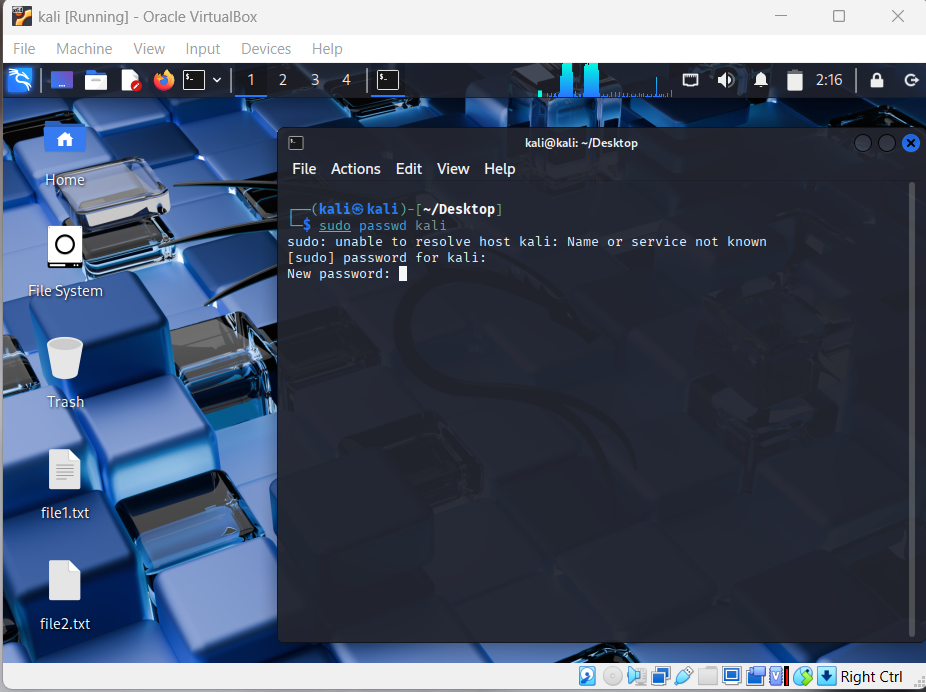 kali [Running] - Oracle VirtualBox
File Machine View Input Devices Help
1 2 3 4 2:16
kali@kali: ~/Desktop
File Actions Edit View Help
┌──(kali㉿kali)-[~/Desktop]
└─$ sudo passwd kali
sudo: unable to resolve host kali: Name or service not known
[sudo] password for kali:
New password:
Home
File System
Trash
file1.txt
file2.txt
Right Ctrl